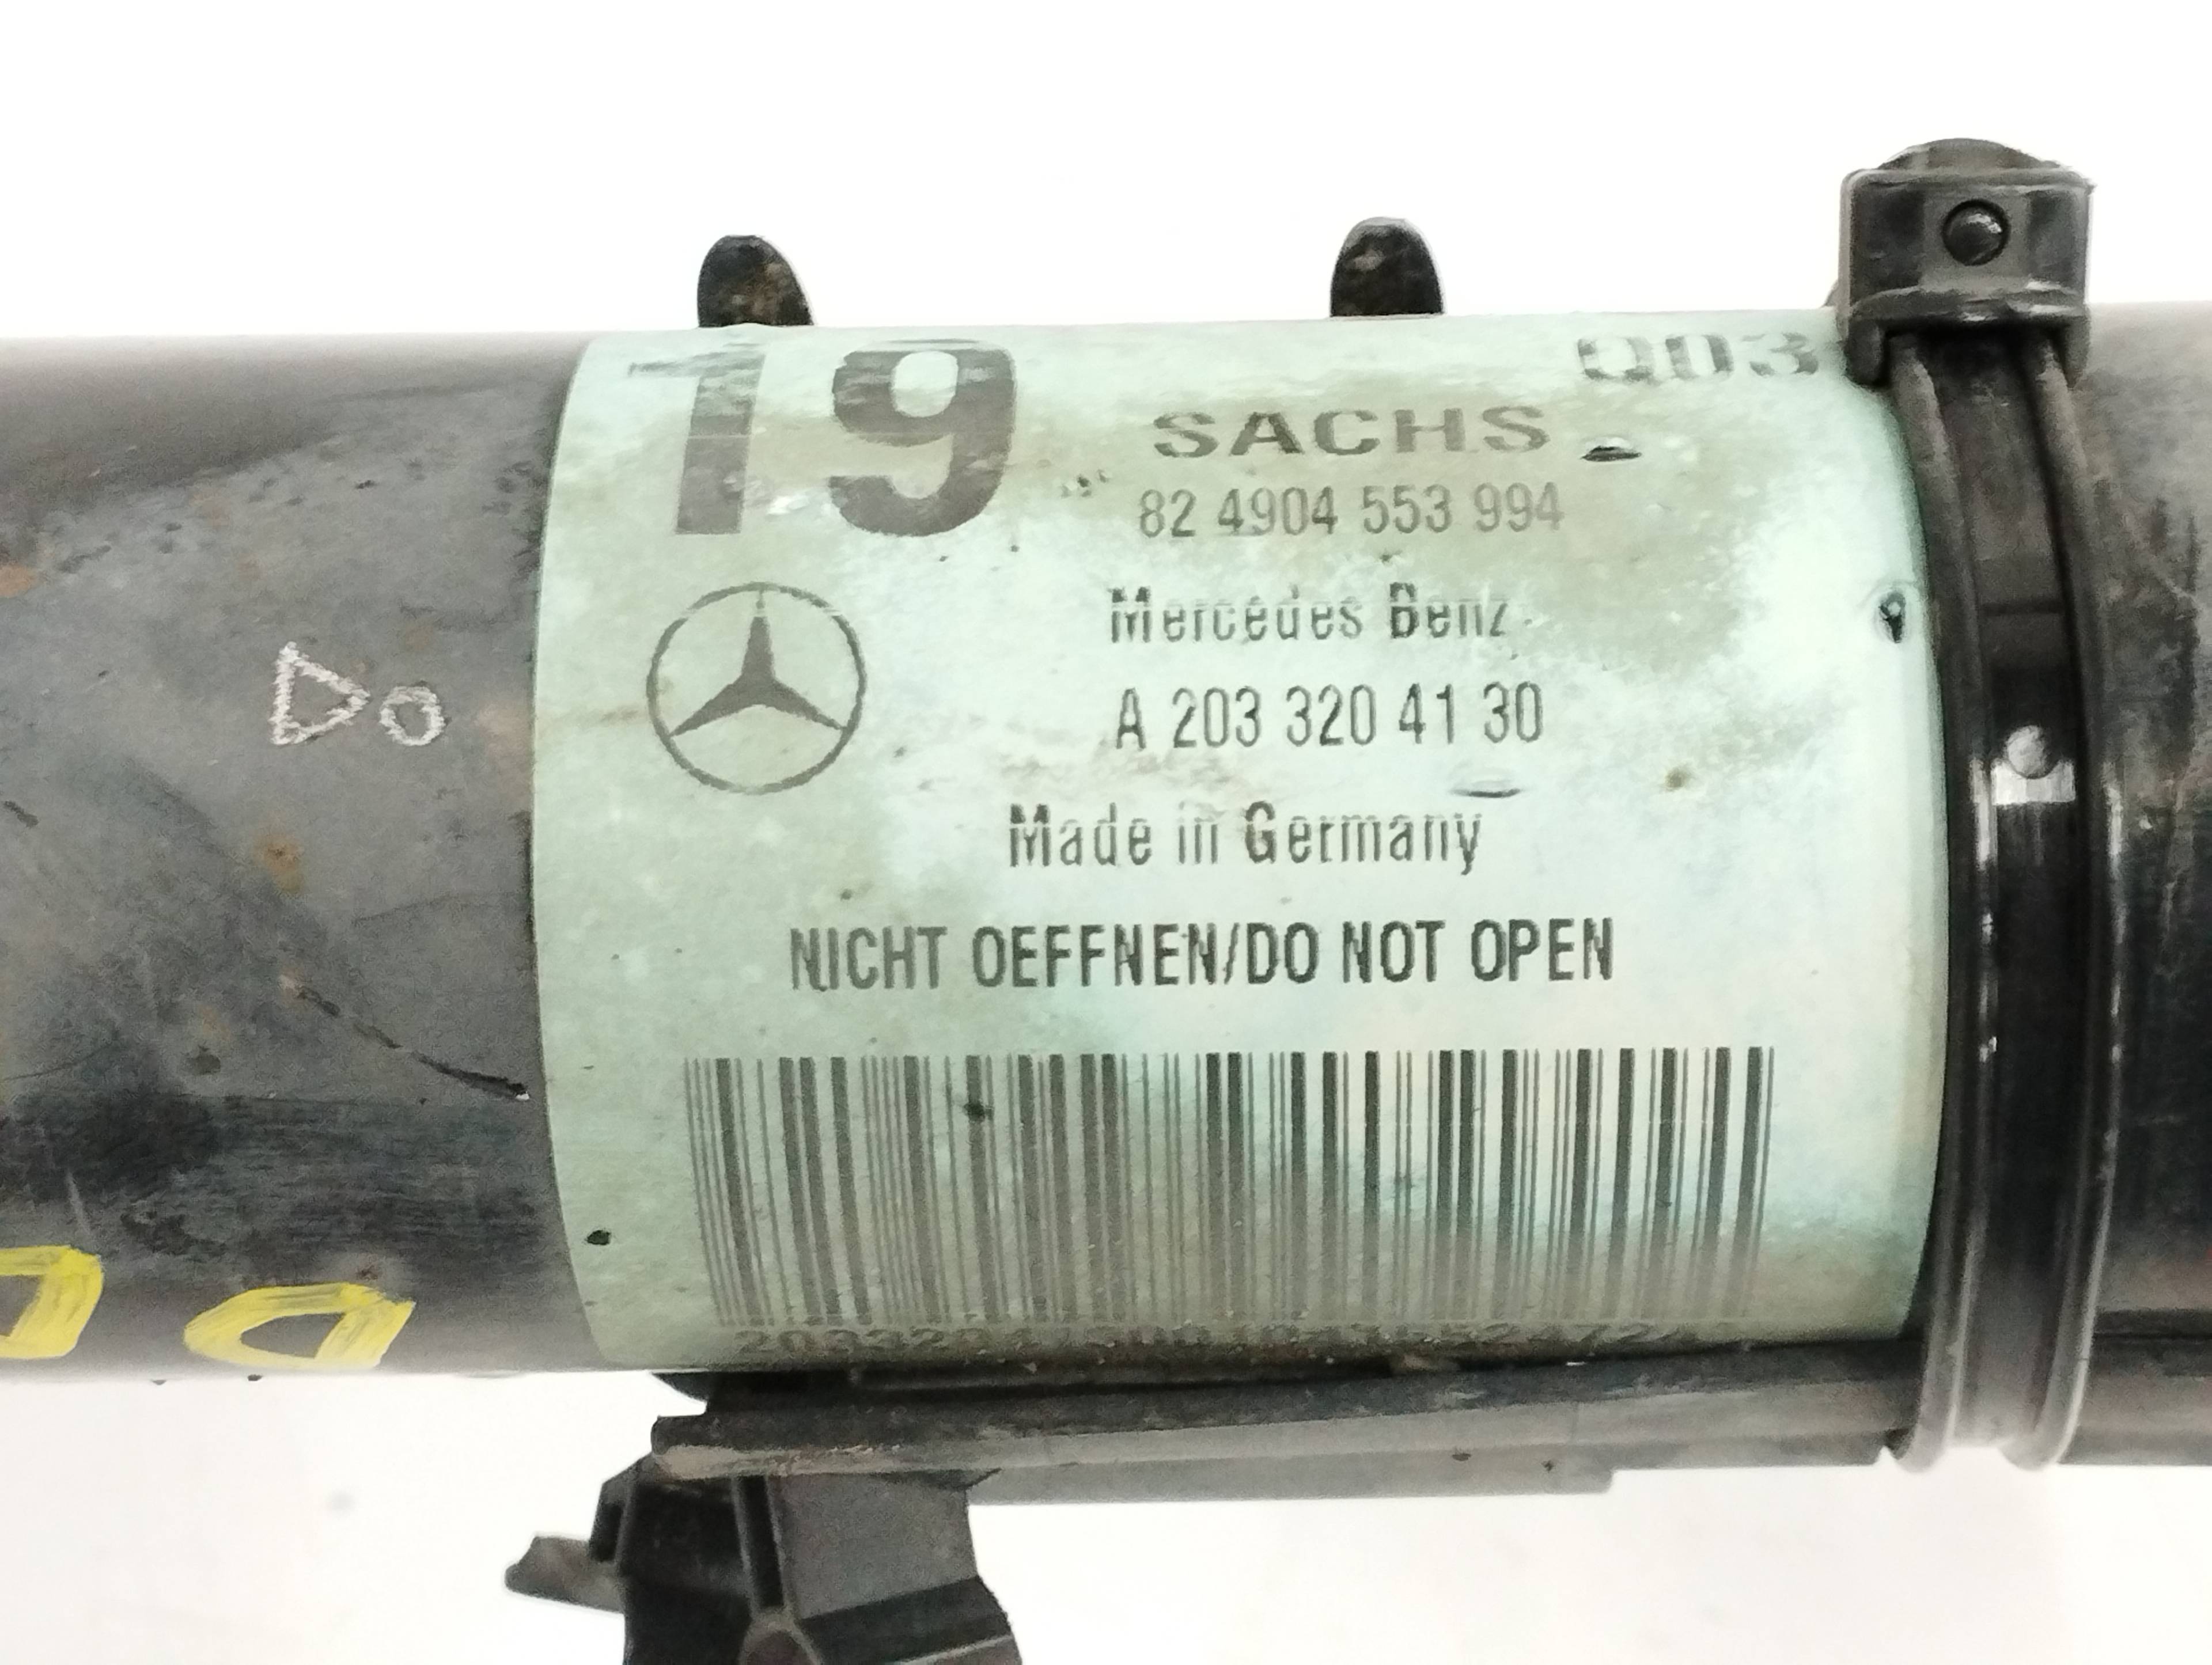 19
Q03
SACHS
82 4904 553 994
Mercedes Benz
A 203 320 41 30
Do
Made in Germany
NICHT OEFFNEN/DO NOT OPEN